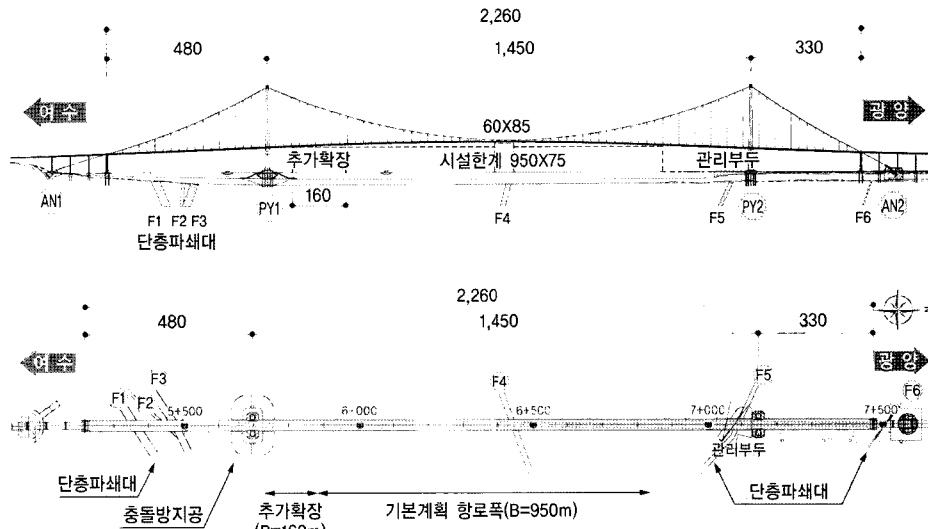 2,260
480 1,450 330
여수 광양
60X85
추가확장 시설한계 950X75 관리부두
160
AN1 F1 F2 F3 PY1 F4 F5 PY2 F6 AN2
단층파쇄대
2,260
480 1,450 330
여수 광양
F3 F4 F5 F6
F1 F2 5+500 6+000 6+500 7+000 7+500
관리부두
단층파쇄대 단층파쇄대
충돌방지공 추가확장 기본계획 항로폭(B=950m)
(B=160m)